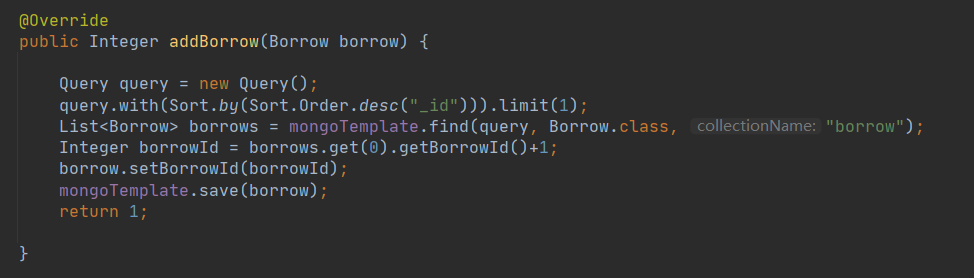 @Override
public Integer addBorrow(Borrow borrow) {
Query query = new Query();
query.with(Sort.by(Sort.Order.desc("_id"))).limit(1);
List<Borrow> borrows = mongoTemplate.find(query, Borrow.class, collectionName: "borrow");
Integer borrowId = borrows.get(0).getBorrowId()+1;
borrow.setBorrowId(borrowId);
mongoTemplate.save(borrow);
return 1;
}